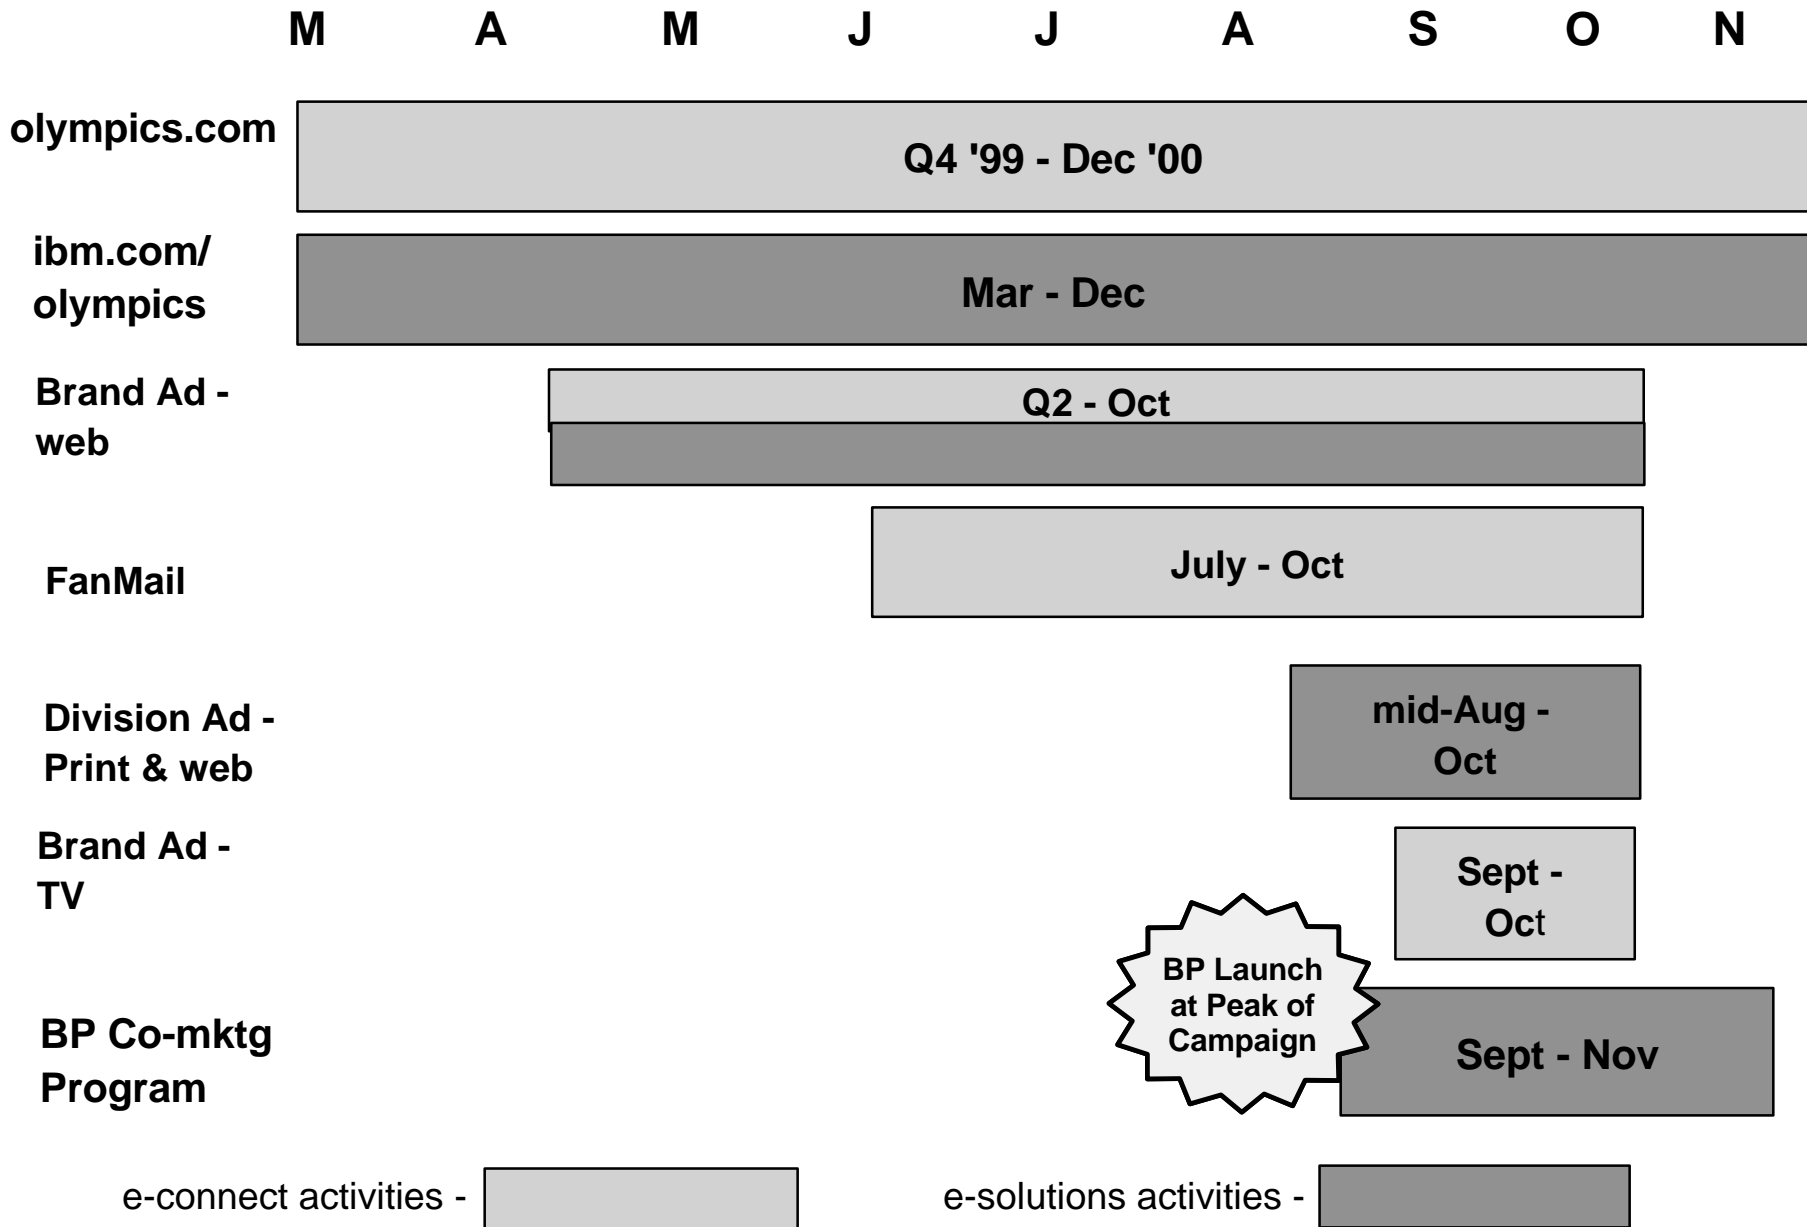 M A M J J A S O N
olympics.com
Q4 '99 - Dec '00
ibm.com/
olympics
Mar - Dec
Brand Ad -
web
Q2 - Oct
FanMail
July - Oct
Division Ad -
Print & web
mid-Aug -
Oct
Brand Ad -
TV
Sept -
Oct
BP Launch
at Peak of
Campaign
BP Co-mktg
Program
Sept - Nov
e-connect activities -
e-solutions activities -